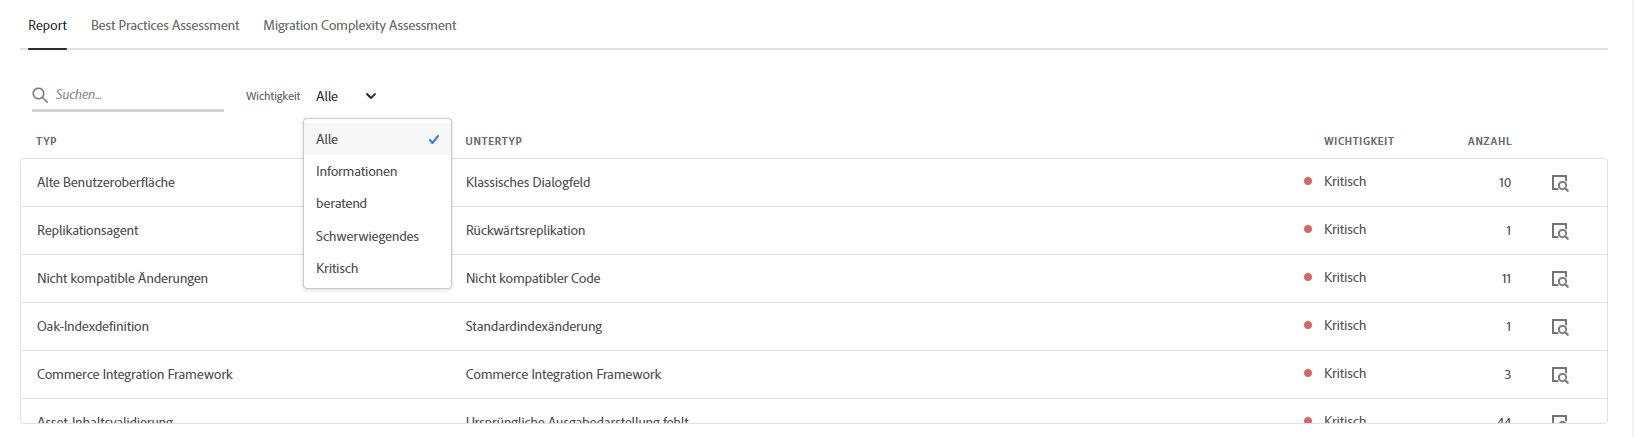 Report Best Practices Assessment Migration Complexity Assessment
Suchen... Wichtigkeit Alle
TYP UNTERTYP WICHTIGKEIT ANZAHL
Alle
Informationen
beratend
Schwerwiegendes
Kritisch
Alte Benutzeroberfläche Klassisches Dialogfeld Kritisch 10
Replikationsagent Rückwärtsreplikation Kritisch 1
Nicht kompatible Änderungen Nicht kompatibler Code Kritisch 11
Oak-Indexdefinition Standardindexänderung Kritisch 1
Commerce Integration Framework Commerce Integration Framework Kritisch 3
Asset-Inhaltsvalidierung Ursprüngliche Ausgabedarstellung fehlt Kritisch 44